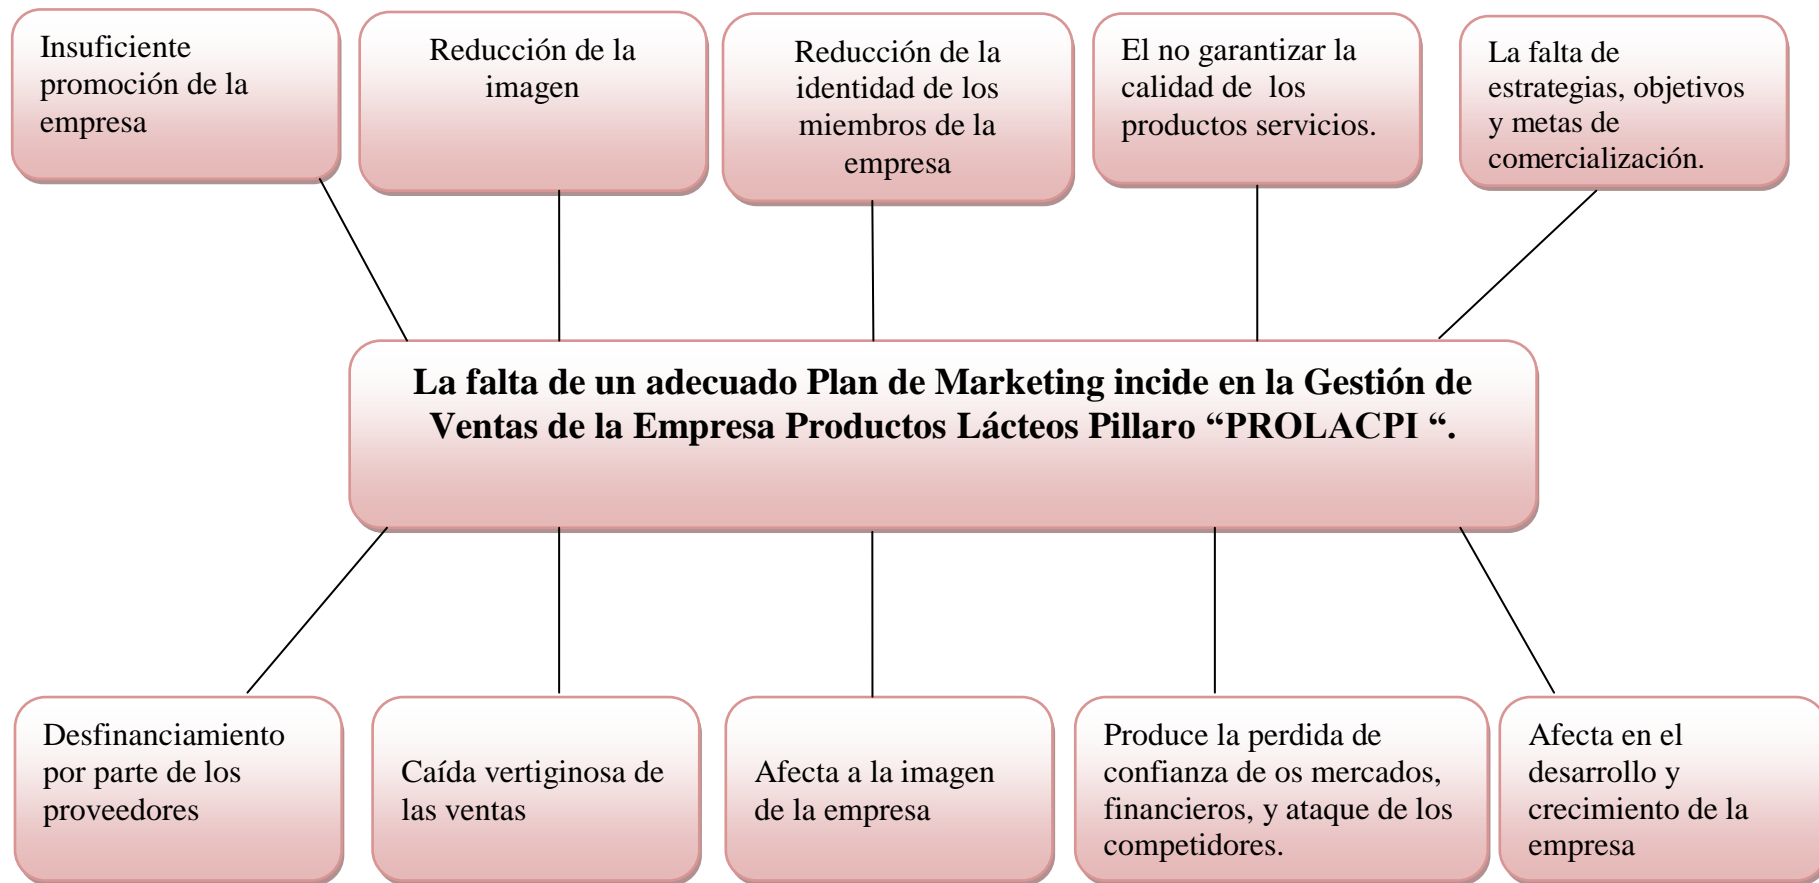 Insuficiente
promoción de la
empresa
Reducción de la
imagen
Reducción de la
identidad de los
miembros de la
empresa
El no garantizar la
calidad de  los
productos servicios.
La falta de
estrategias, objetivos
y metas de
comercialización.
La falta de un adecuado Plan de Marketing incide en la Gestión de
Ventas de la Empresa Productos Lácteos Pillaro “PROLACPI “.
Desfinanciamiento
por parte de los
proveedores
Caída vertiginosa de
las ventas
Afecta a la imagen
de la empresa
Produce la perdida de
confianza de os mercados,
financieros, y ataque de los
competidores.
Afecta en el
desarrollo y
crecimiento de la
empresa